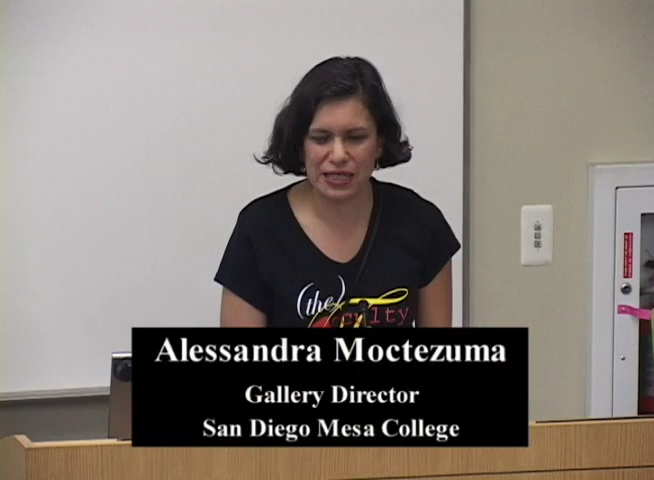 (the)
Alessandra Moctezuma
Gallery Director
San Diego Mesa College